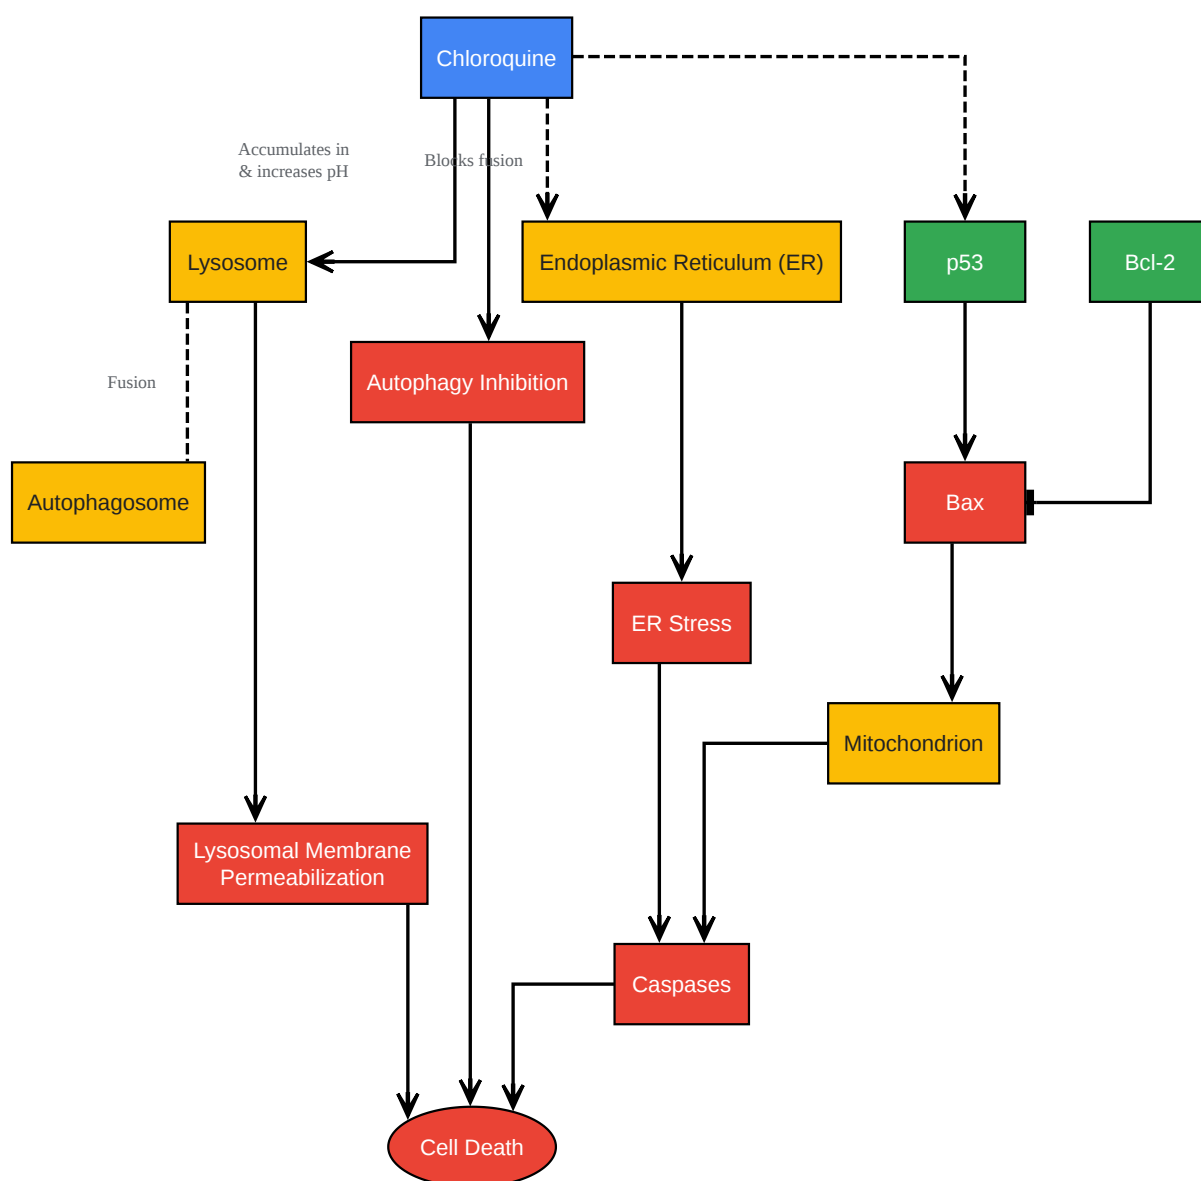 Chloroquine
Accumulates in
& increases pH
Blocks fusion
Lysosome
Endoplasmic Reticulum (ER)
p53
Bcl-2
Fusion
Autophagy Inhibition
Autophagosome
Bax
ER Stress
Mitochondrion
Lysosomal Membrane
Permeabilization
Caspases
Cell Death